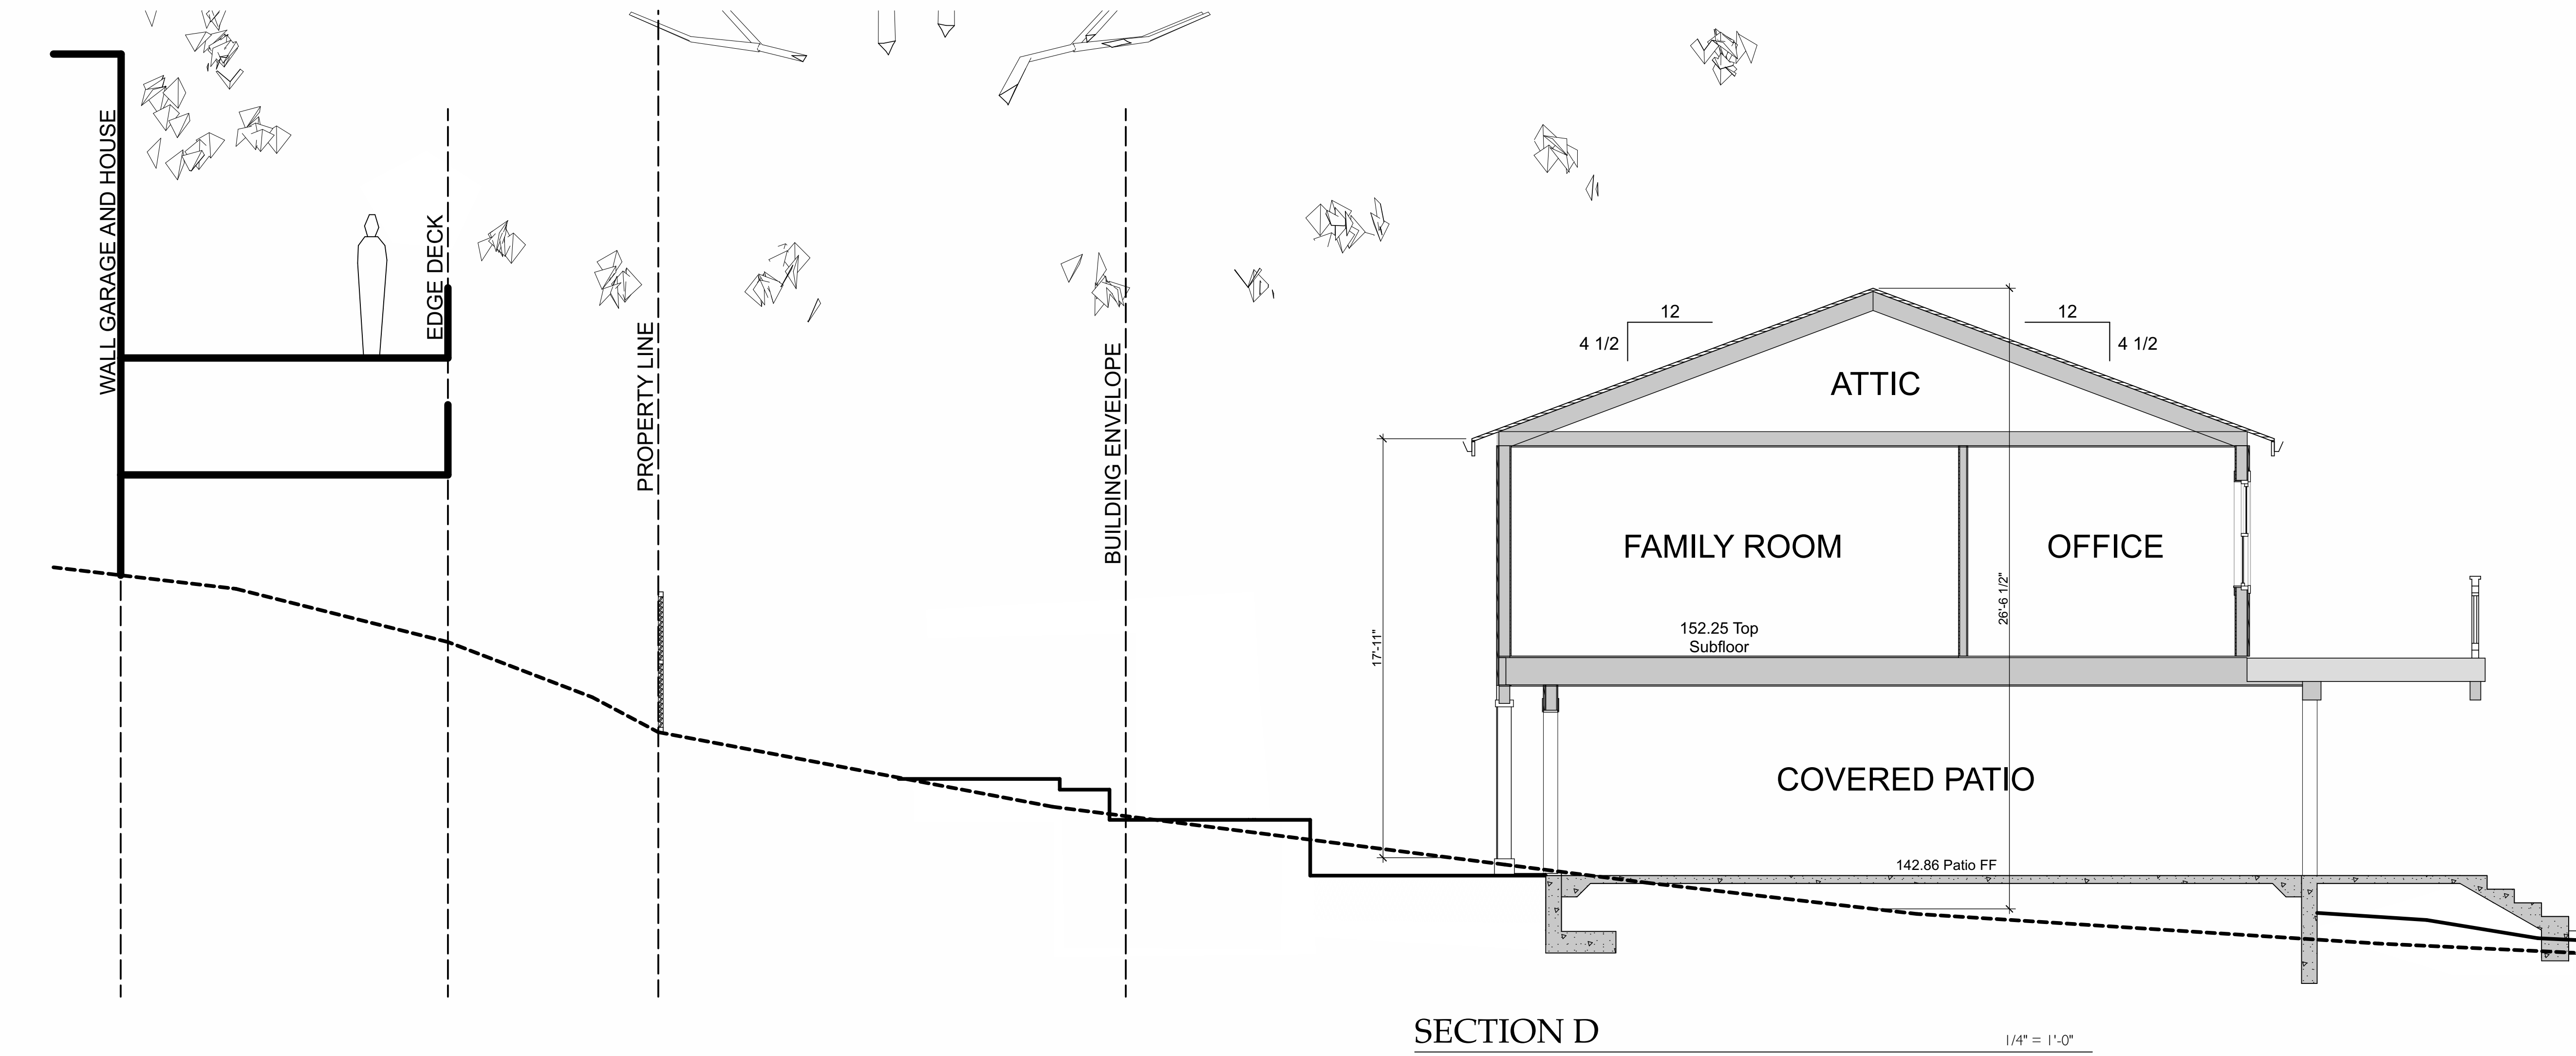 WALL GARAGE AND HOUSE
EDGE DECK
PROPERTY LINE
BUILDING ENVELOPE
12
4 1/2
12
4 1/2
ATTIC
FAMILY ROOM
OFFICE
152.25 Top
Subfloor
17'-11"
26'-6 1/2"
COVERED PATIO
142.86 Patio FF
SECTION D
1/4" = 1'-0"